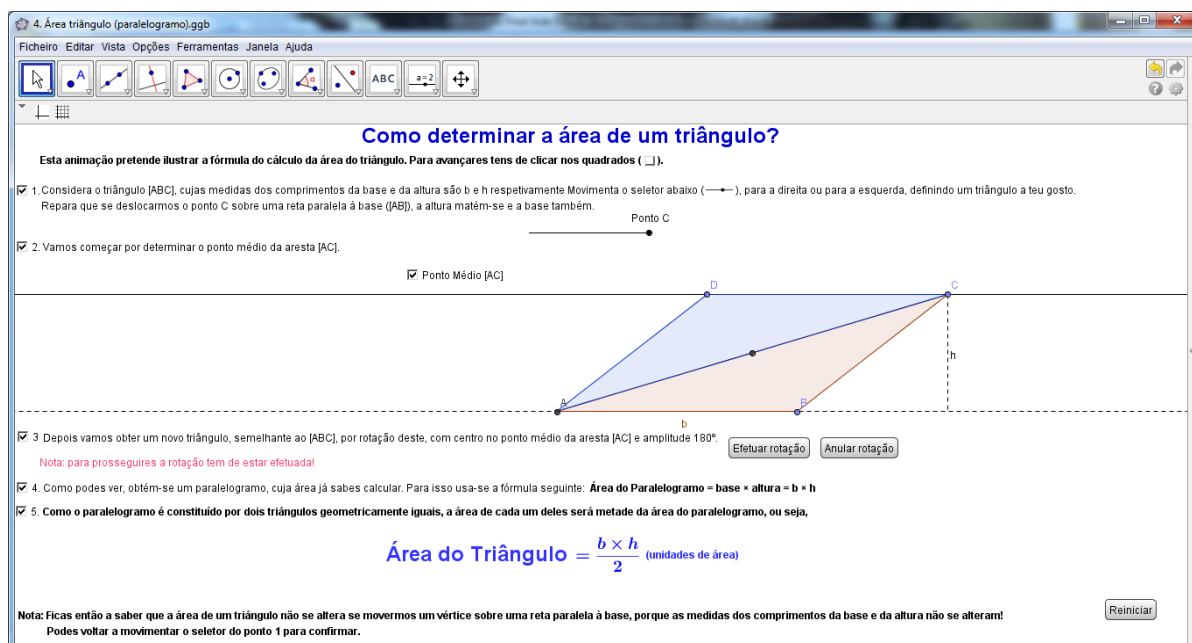 4. Área triângulo (paralelogramo).ggb
Ficheiro Editar Vista Opções Ferramentas Janela Ajuda
A
ABC
a=2
Como determinar a área de um triângulo?
Esta animação pretende ilustrar a fórmula do cálculo da área do triângulo. Para avançares tens de clicar nos quadrados ( ).
1. Considera o triângulo [ABC], cujas medidas dos comprimentos da base e da altura são b e h respetivamente Movimenta o seletor abaixo ( ), para a direita ou para a esquerda, definindo um triângulo a teu gosto.
Repara que se deslocarmos o ponto C sobre uma reta paralela à base ([AB]), a altura matém-se e a base também.
Ponto C
2. Vamos começar por determinar o ponto médio da aresta [AC].
Ponto Médio [AC]
D
C
h
A
B
b
3 Depois vamos obter um novo triângulo, semelhante ao [ABC], por rotação deste, com centro no ponto médio da aresta [AC] e amplitude 180º.
Efetuar rotação
Anular rotação
Nota: para prosseguires a rotação tem de estar efetuada!
4. Como podes ver, obtém-se um paralelogramo, cuja área já sabes calcular. Para isso usa-se a fórmula seguinte: Área do Paralelogramo = base × altura = b × h
5. Como o paralelogramo é constituído por dois triângulos geometricamente iguais, a área de cada um deles será metade da área do paralelogramo, ou seja,
Área do Triângulo = b × h / 2 (unidades de área)
Reiniciar
Nota: Ficas então a saber que a área de um triângulo não se altera se movermos um vértice sobre uma reta paralela à base, porque as medidas dos comprimentos da base e da altura não se alteram!
Podes voltar a movimentar o seletor do ponto 1 para confirmar.